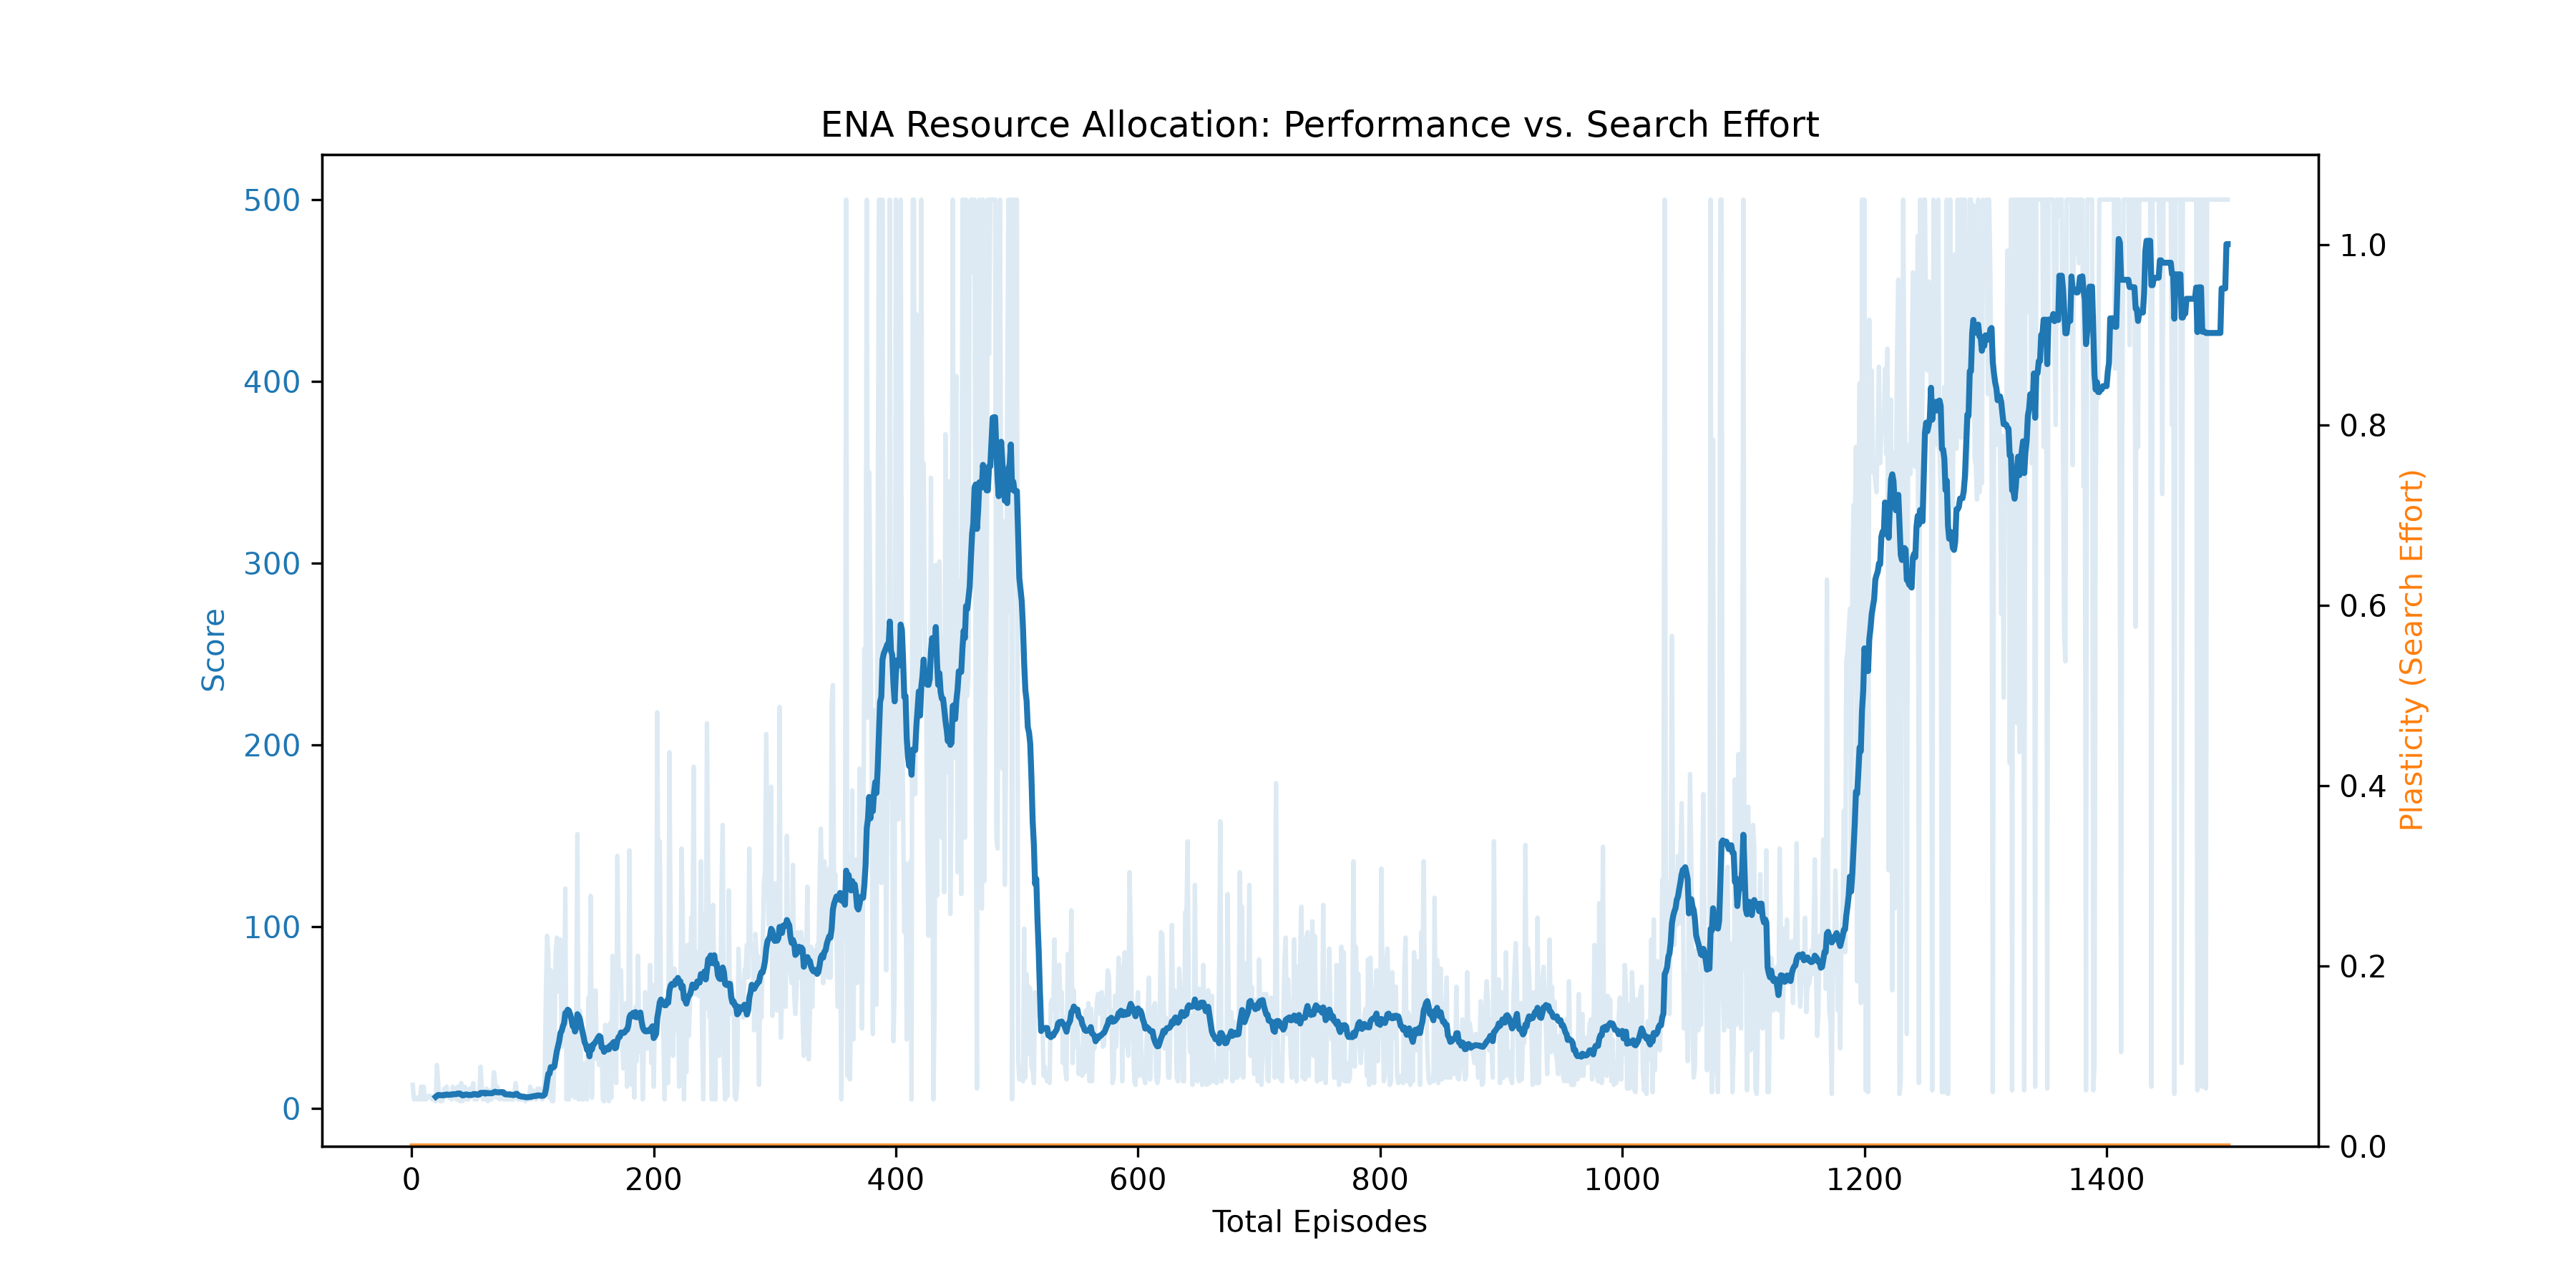 ENA Resource Allocation: Performance vs. Search Effort
500
400
300
200
100
0
Score
1.0
0.8
0.6
0.4
0.2
0.0
Plasticity (Search Effort)
0 200 400 600 800 1000 1200 1400
Total Episodes